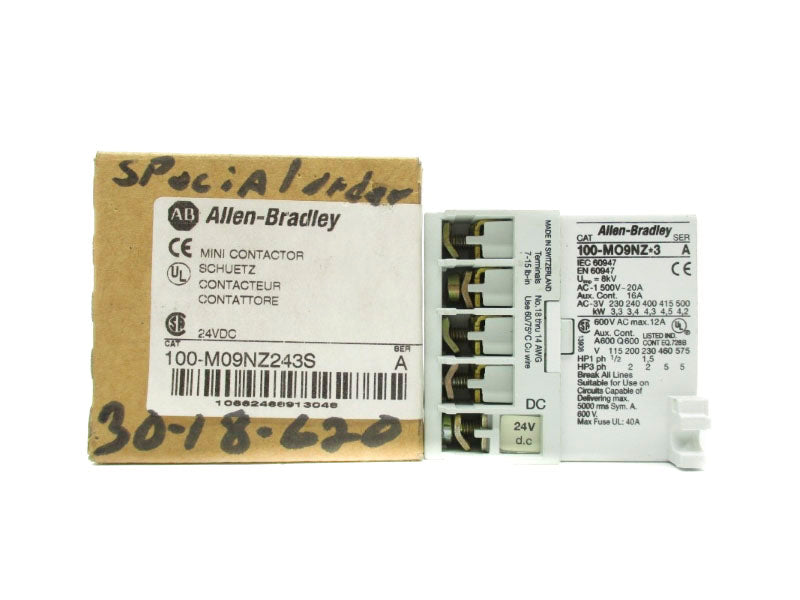 SPociAl order
AB Allen-Bradley
CE MINI CONTACTOR
UL SCHUETZ
CONTACTEUR
CONTATTORE
SA 24VDC
CAT SER
100-M09NZ243S A
10662468913048
30-18-620
MADE IN SWITZERLAND
Terminals No. 18 thru 14 AWG
7-15 lb-in Use 60/75°C Cu wire
DC
24V
d.c
Allen-Bradley
CAT SER
100-MO9NZ*3 A
IEC 60947
EN 60947 CE
Uimp = 8kV
AC-1 500V - 20A
Aux. Cont. 16A
AC-3V 230 240 400 415 500
kW 3,3 3,4 4,3 4,5 4,2
600V AC max. 12A
Aux. Cont. LISTED IND.
A600 Q600 CONT EQ.728B
V 115 200 230 460 575
HP1 ph 1/2 1,5
HP3 ph 2 2 5 5
Break All Lines
Suitable for Use on
Circuits Capable of
Delivering max.
5000 rms Sym. A.
600 V.
Max Fuse UL: 40A